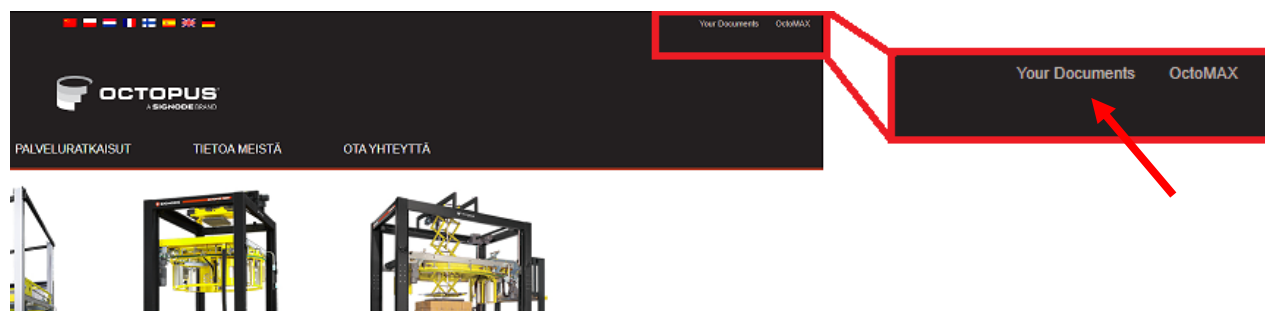 Your Documents OctoMAX
Your Documents OctoMAX
OCTOPUS
A SIGNODE BRAND
PALVELURATKAISUT TIETOA MEISTÄ OTA YHTEYTTÄ